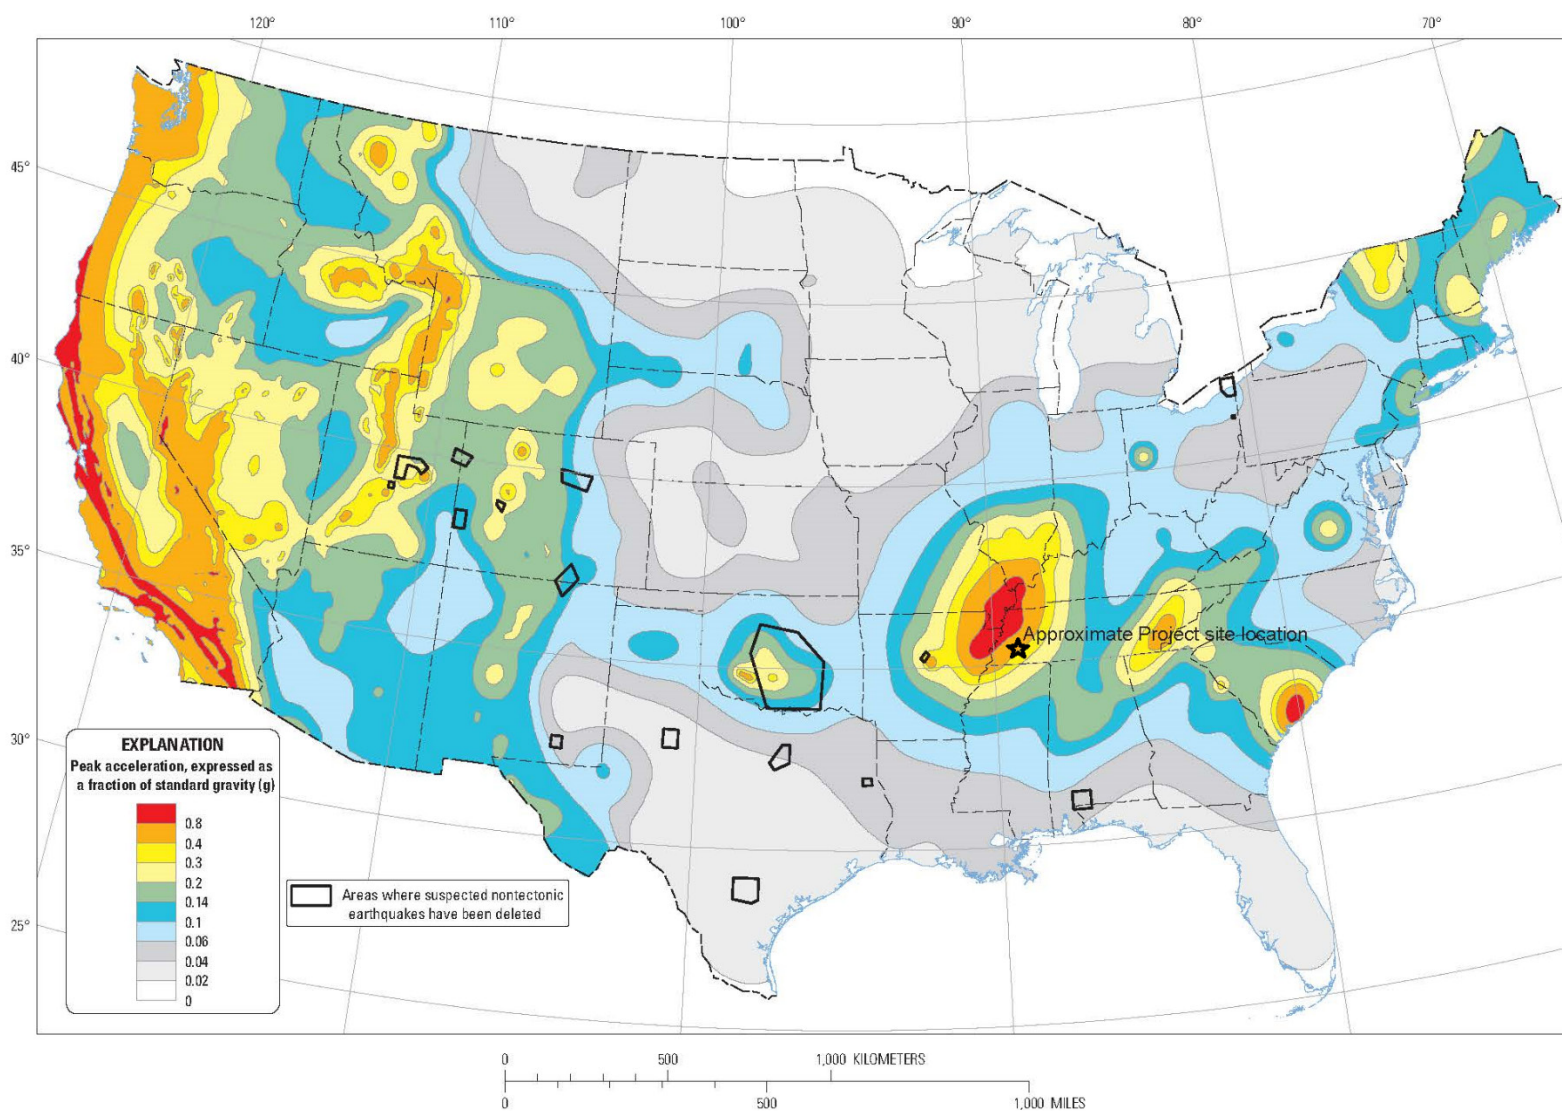 120°
110°
100°
90°
80°
70°
45°
40°
35°
30°
25°
Approximate Project site location
EXPLANATION
Peak acceleration, expressed as
a fraction of standard gravity (g)
0.8
0.4
0.3
0.2
0.14
0.1
0.06
0.04
0.02
0
Areas where suspected nontectonic
earthquakes have been deleted
0 500 1,000 KILOMETERS
0 500 1,000 MILES